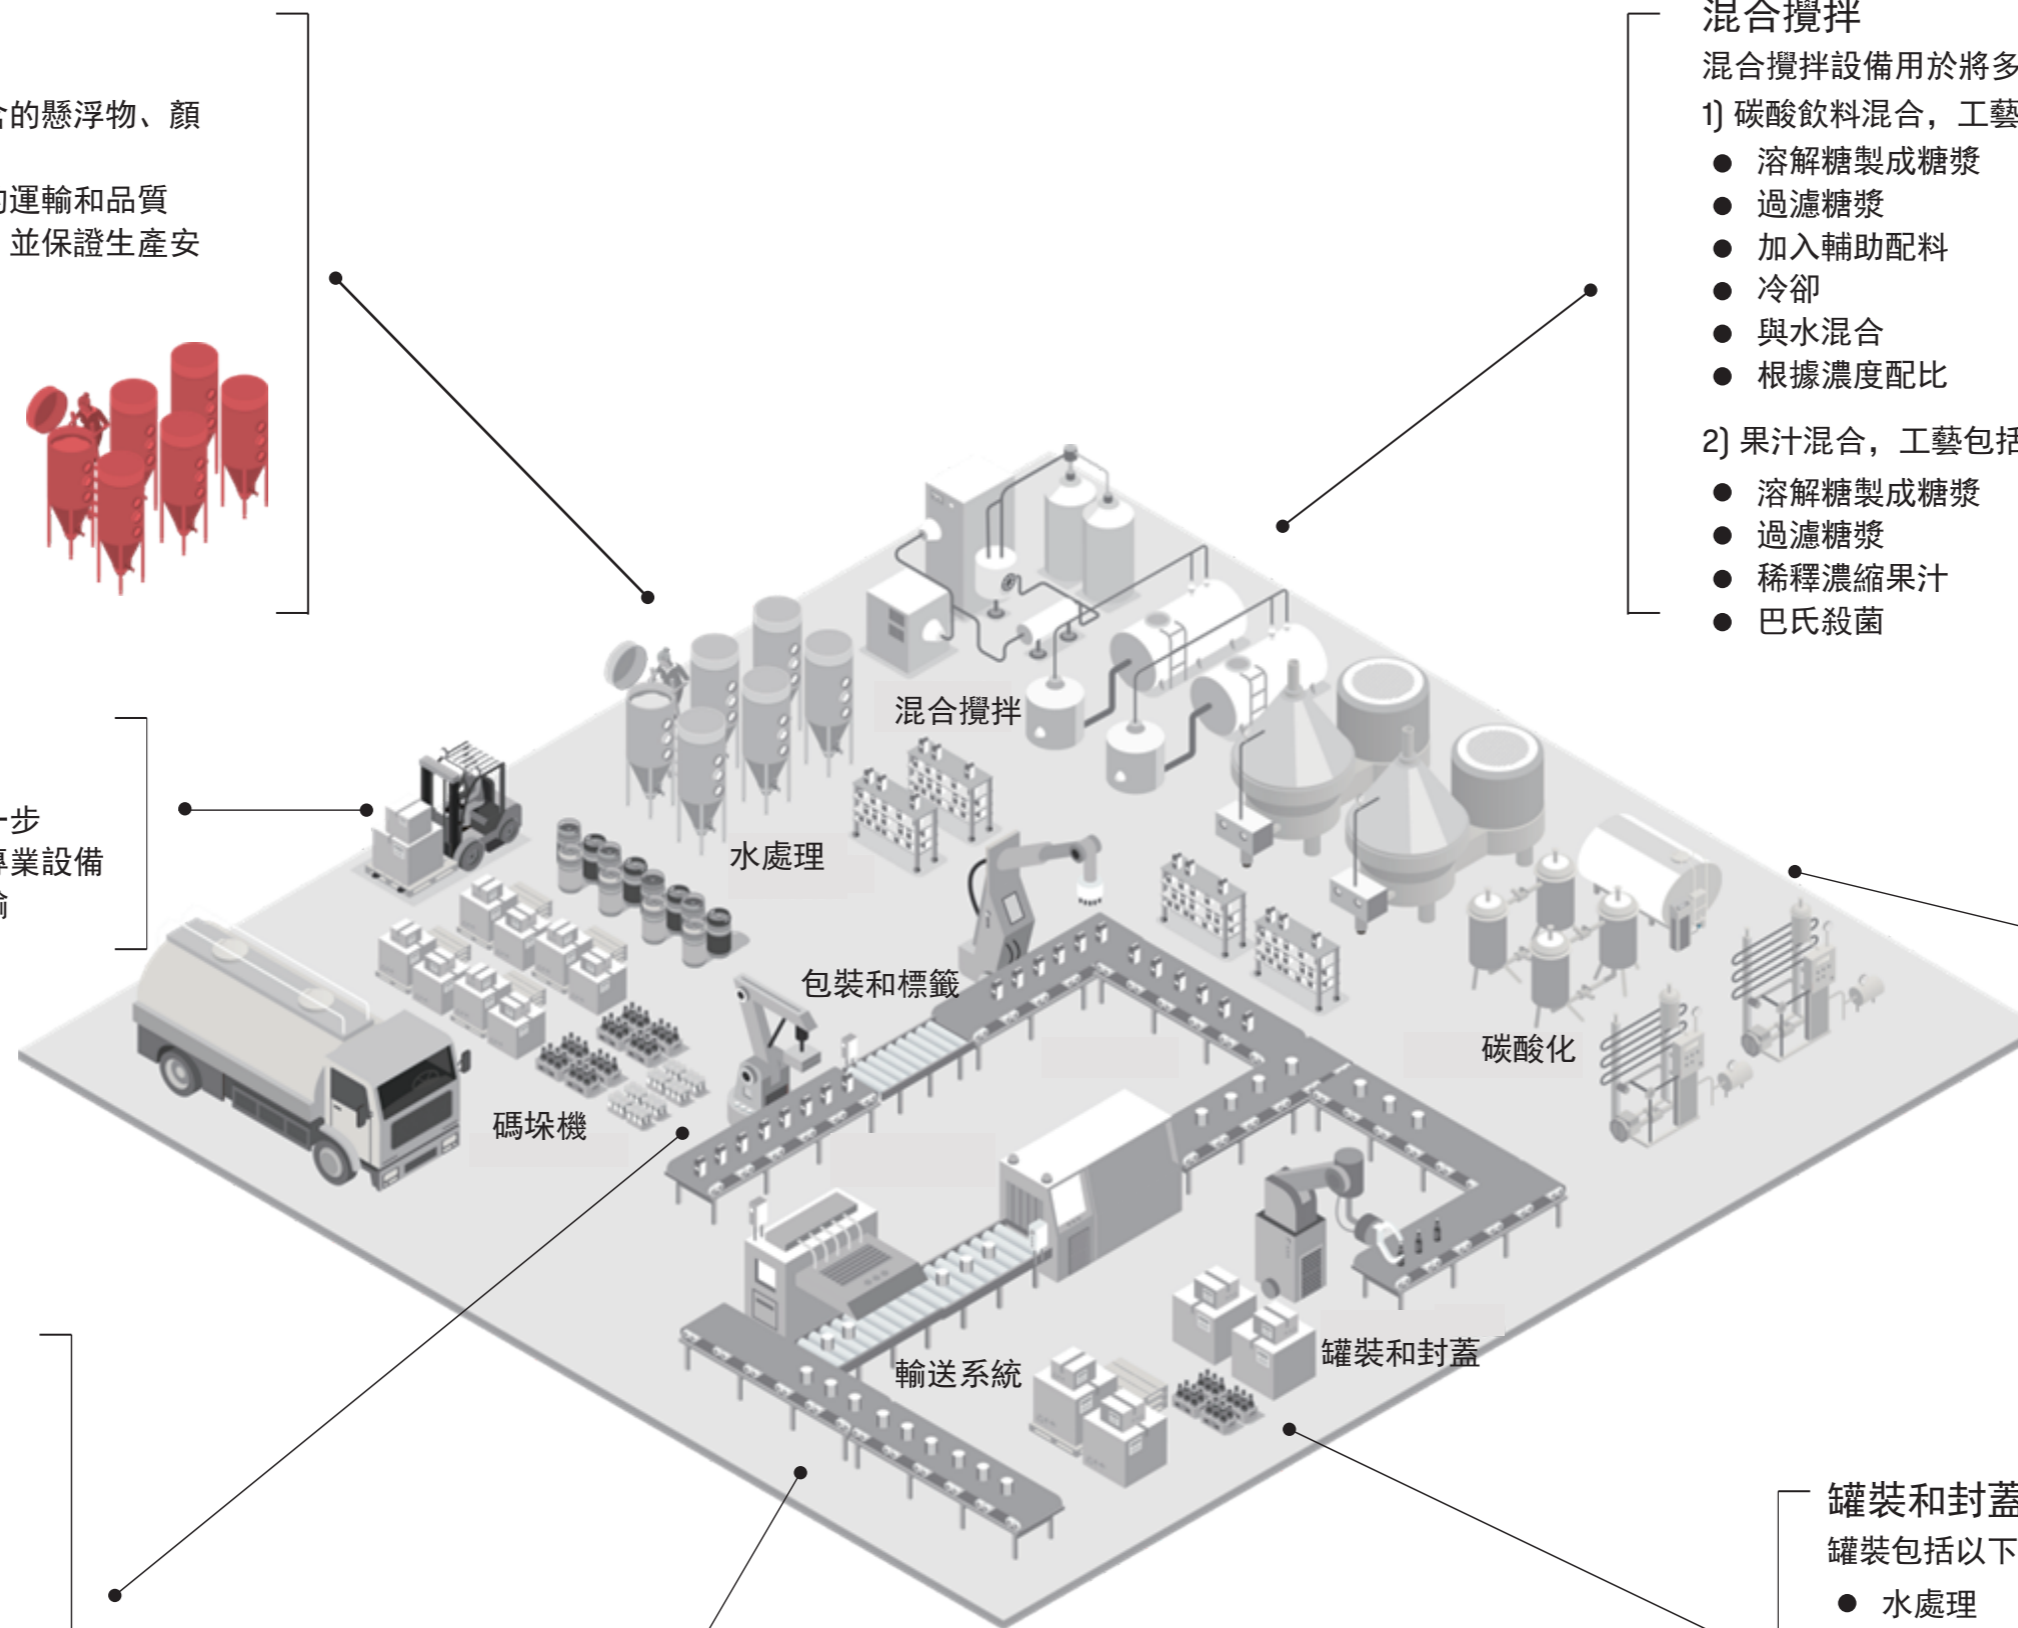 含的懸浮物、顏
的運輸和品質
並保證生產安
混合攪拌
混合攪拌設備用於將多
1) 碳酸飲料混合，工藝
● 溶解糖製成糖漿
● 過濾糖漿
● 加入輔助配料
● 冷卻
● 與水混合
● 根據濃度配比
2) 果汁混合，工藝包括
● 溶解糖製成糖漿
● 過濾糖漿
● 稀釋濃縮果汁
● 巴氏殺菌
一步
專業設備
輸
混合攪拌
水處理
包裝和標籤
碳酸化
碼垛機
罐裝和封蓋
輸送系統
罐裝和封蓋
罐裝包括以下
● 水處理